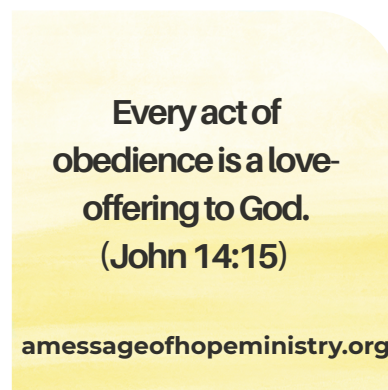 Every act of
obedience is a love-
offering to God.
(John 14:15)
amessageofhopeministry.org